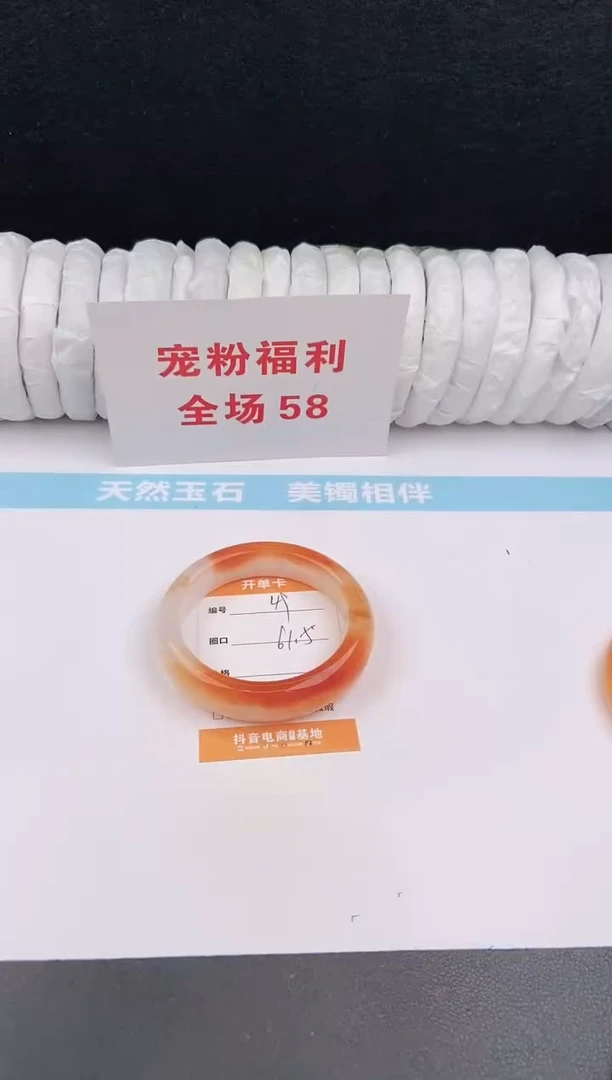 宠粉福利
全场58
天然玉石 美镯相伴
开单卡
编号
圈口 61.5
抖音电商 基地